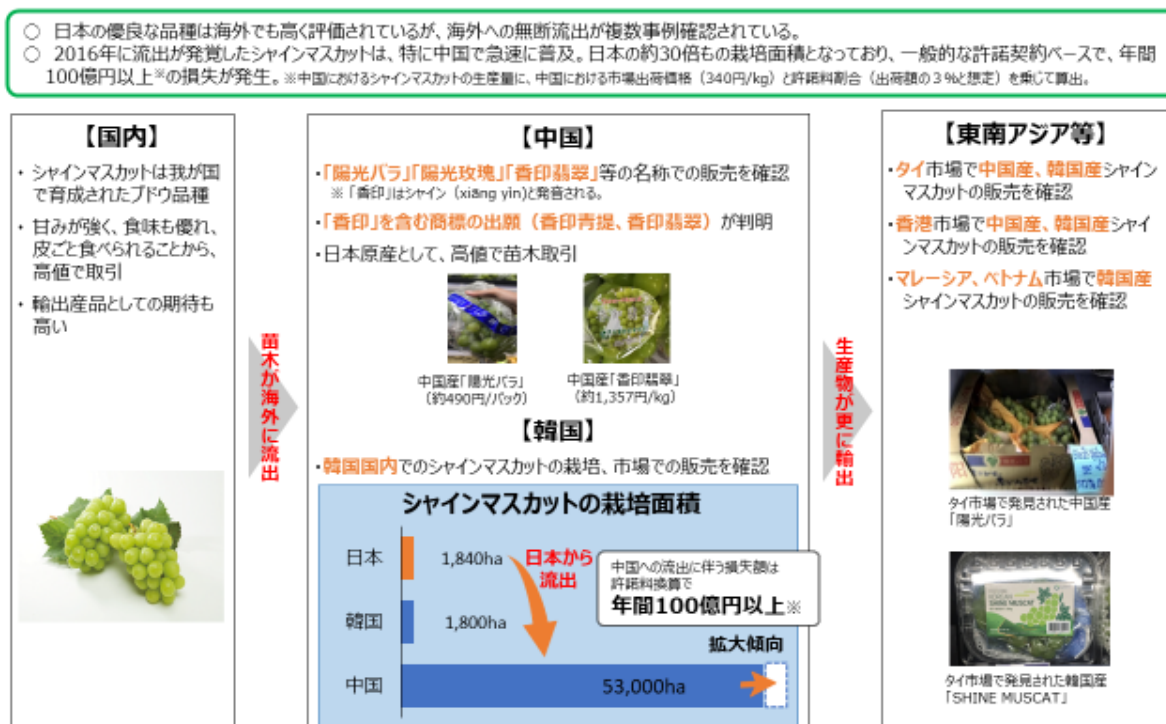 ○ 日本の優良な品種は海外でも高く評価されているが、海外への無断流出が複数事例確認されている。
○ 2016年に流出が発覚したシャインマスカットは、特に中国で急速に普及。日本の約30倍もの栽培面積となっており、一般的な許諾契約ベースで、年間
100億円以上※の損失が発生。※中国におけるシャインマスカットの生産量に、中国における市場出荷価格（340円/kg）と許諾料割合（出荷額の３%と想定）を乗じて算出。
【国内】
・シャインマスカットは我が国
で育成されたブドウ品種
・甘みが強く、食味も優れ、
皮ごと食べられることから、
高値で取引
・輸出産品としての期待も
高い
苗木が海外に流出
【中国】
・「陽光バラ」「陽光玫瑰」「香印翡翠」等の名称での販売を確認
※「香印」はシャイン（xiāng yìn)と発音される。
・「香印」を含む商標の出願（香印青提、香印翡翠）が判明
・日本原産として、高値で苗木取引
中国産「陽光バラ」
（約490円/パック）
中国産「香印翡翠」
（約1,357円/kg）
【韓国】
・韓国国内でのシャインマスカットの栽培、市場での販売を確認
シャインマスカットの栽培面積
日本
1,840ha
日本から
流出
中国への流出に伴う損失額は
許諾料換算で
年間100億円以上※
韓国
1,800ha
拡大傾向
中国
53,000ha
生産物が更に輸出
【東南アジア等】
・タイ市場で中国産、韓国産シャイン
マスカットの販売を確認
・香港市場で中国産、韓国産シャイ
ンマスカットの販売を確認
・マレーシア、ベトナム市場で韓国産
シャインマスカットの販売を確認
タイ市場で発見された中国産
「陽光バラ」
SHINE MUSCAT
タイ市場で発見された韓国産
「SHINE MUSCAT」